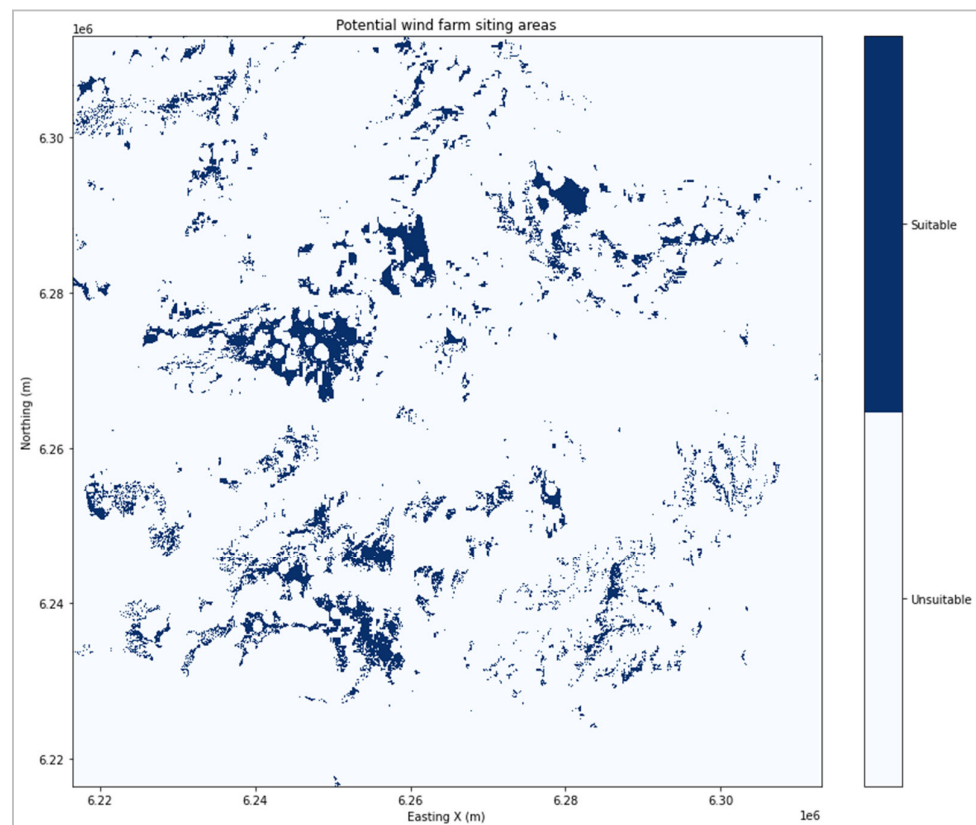 Potential wind farm siting areas
1e6
6.30
6.28
6.26
6.24
6.22
Northing (m)
6.22 6.24 6.26 6.28 6.30
Easting X (m)
1e6
Suitable
Unsuitable